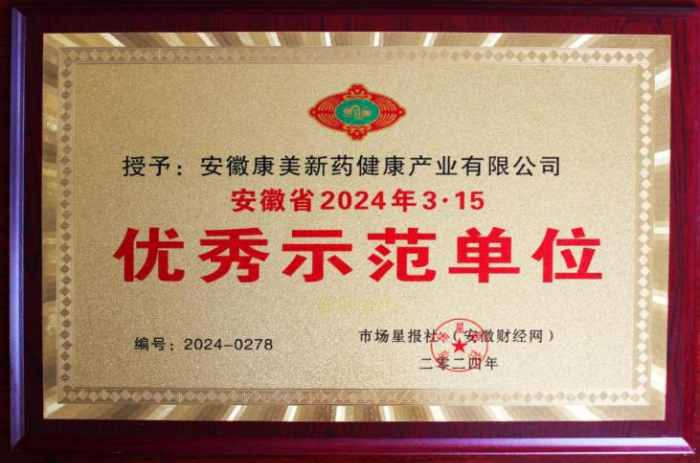 授予：安徽康美新药健康产业有限公司
安徽省2024年3·15
优秀示范单位
编号：2024-0278
市场星报社（安徽财经网）
二零二四年